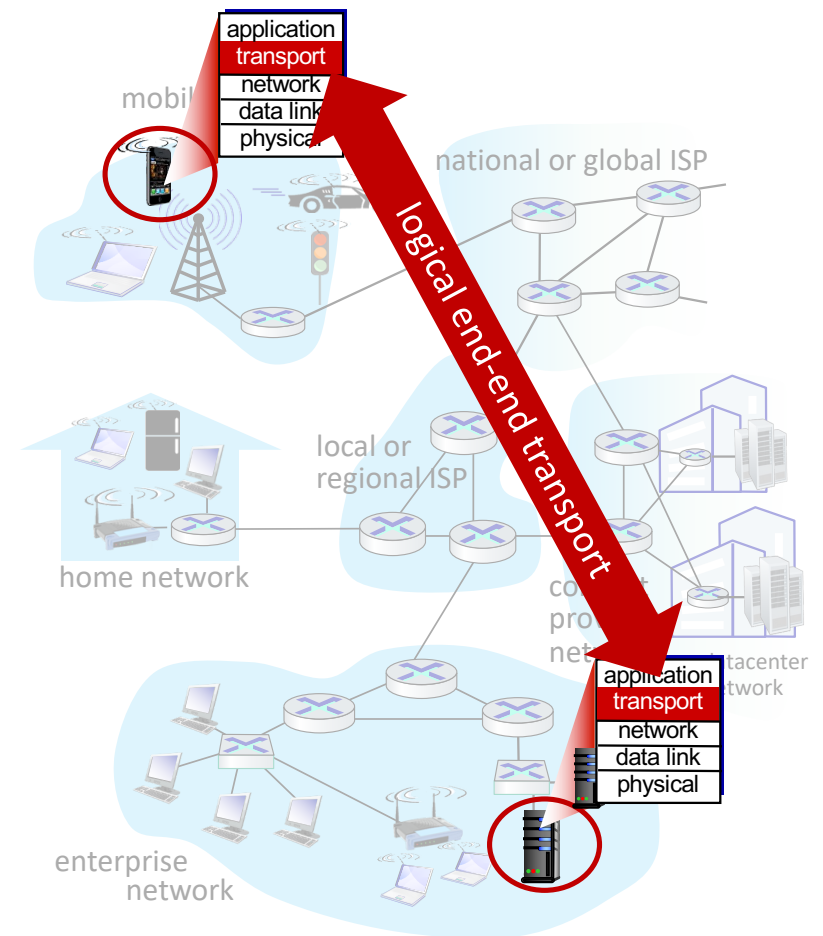 application
transport
network
data link
physical
national or global ISP
logical end-end transport
local or
regional ISP
home network
application
transport
network
data link
physical
network
enterprise
network